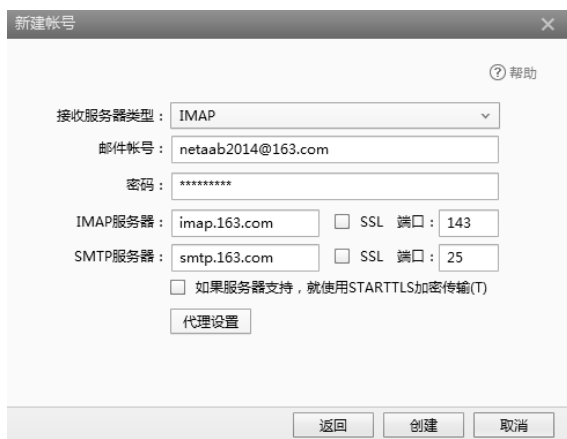 新建帐号
帮助
接收服务器类型： IMAP
邮件帐号： netaab2014@163.com
密码： *********
IMAP服务器： imap.163.com SSL 端口： 143
SMTP服务器： smtp.163.com SSL 端口： 25
如果服务器支持，就使用STARTTLS加密传输(T)
代理设置
返回 创建 取消